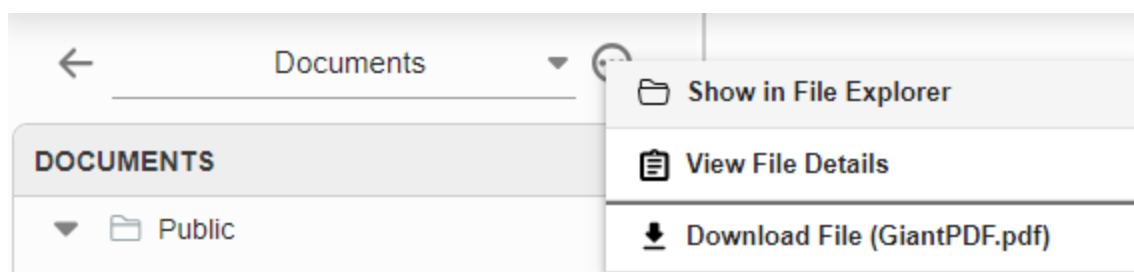 Documents
Show in File Explorer
DOCUMENTS
View File Details
Public
Download File (GiantPDF.pdf)